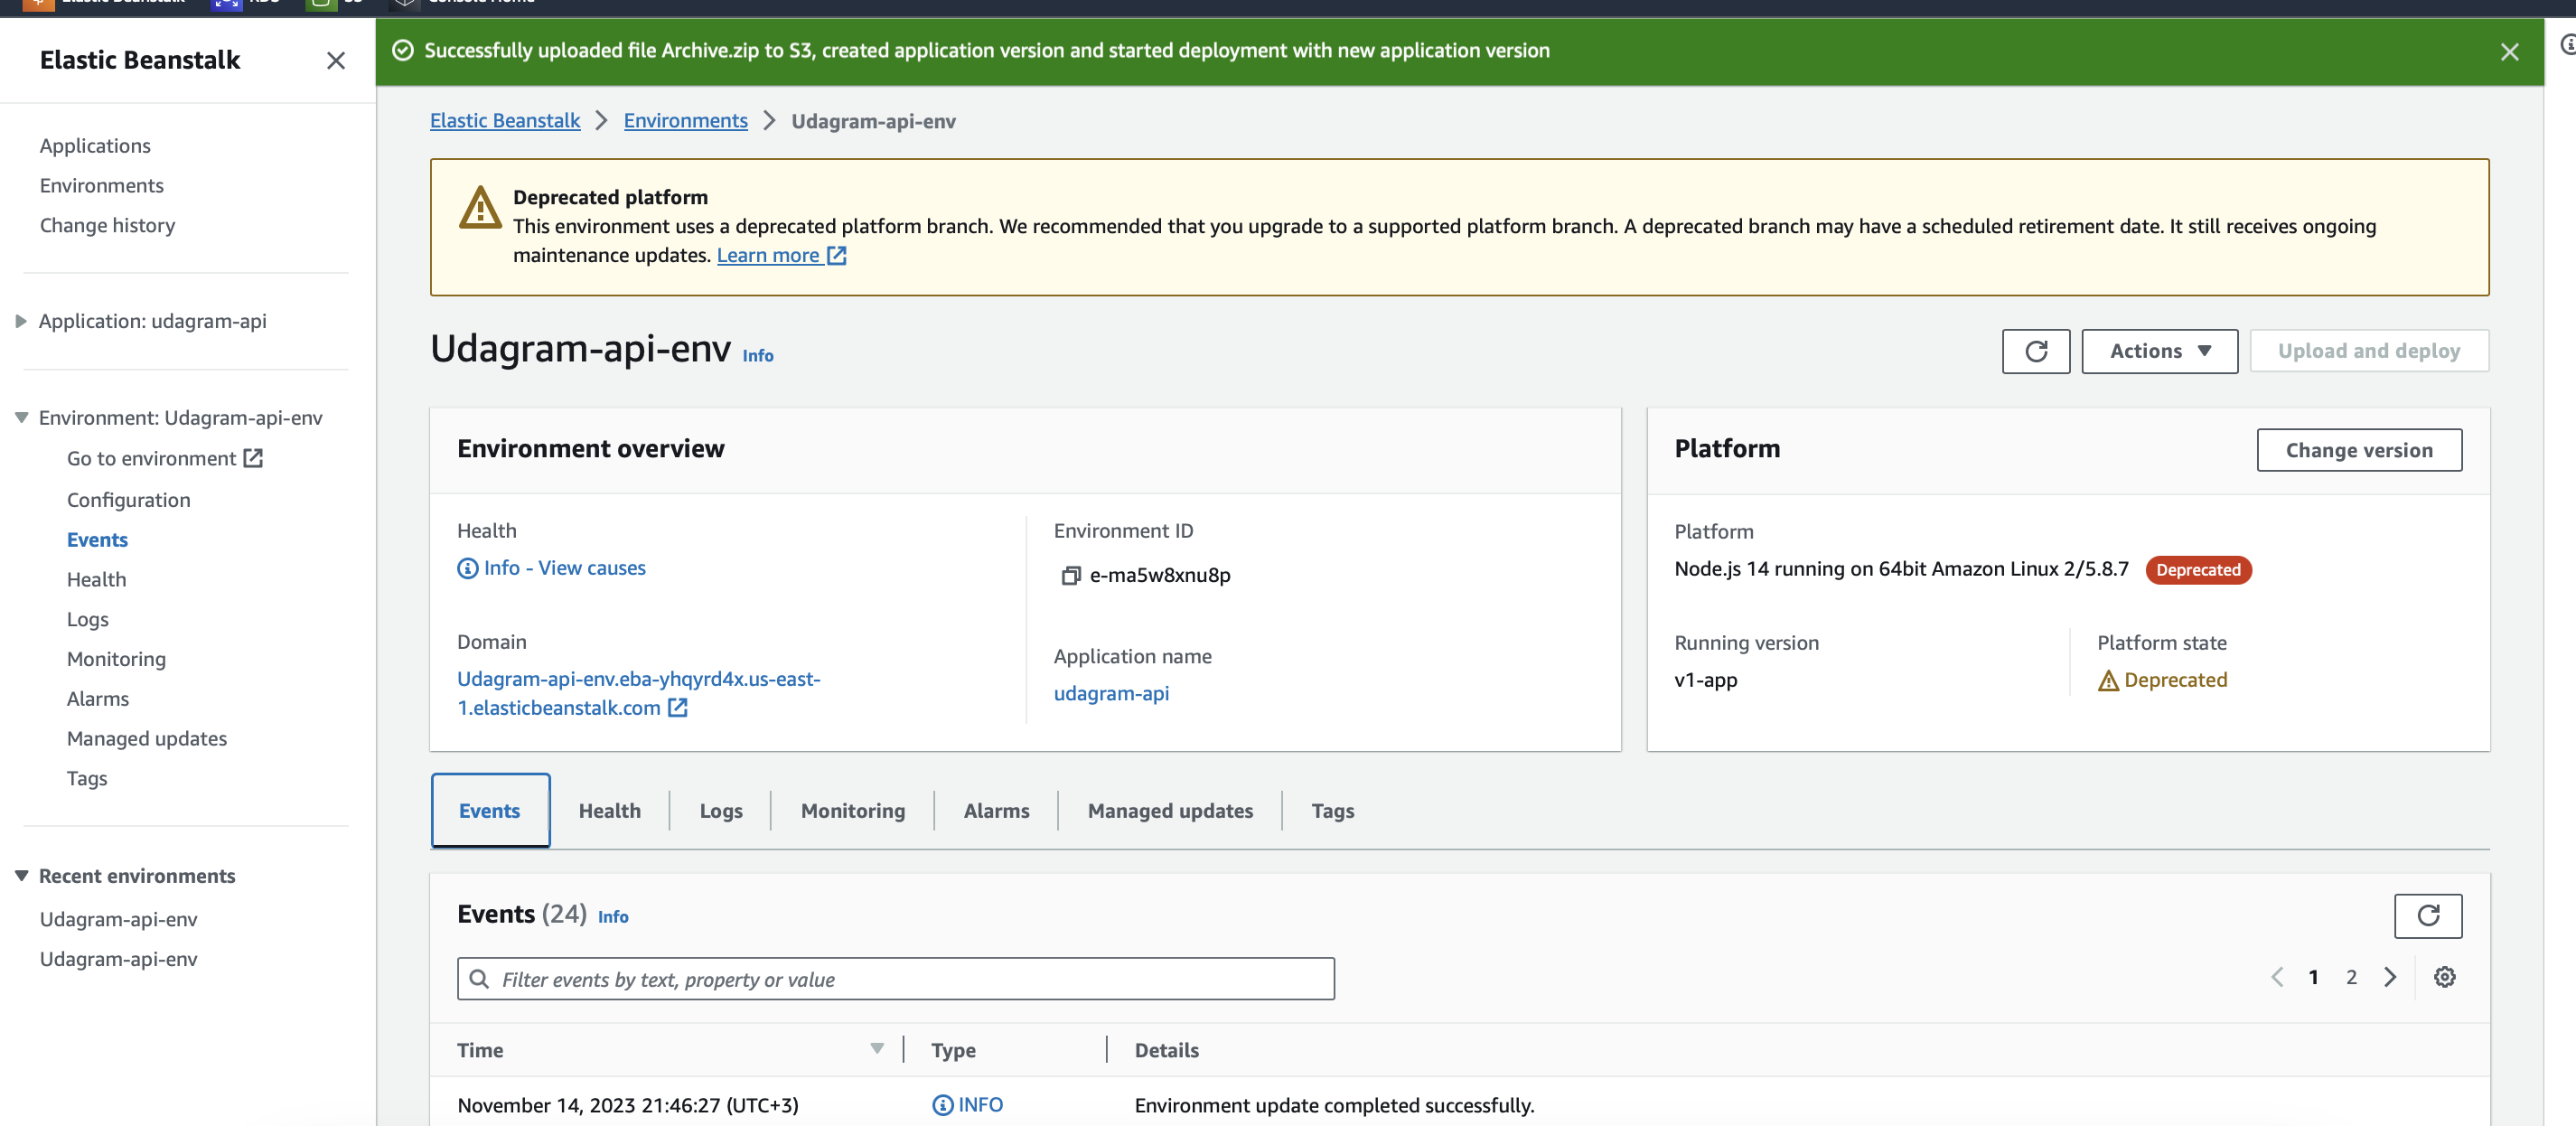 Elastic Beanstalk
Successfully uploaded file Archive.zip to S3, created application version and started deployment with new application version
Elastic Beanstalk > Environments > Udagram-api-env
Applications
Environments
Change history
Application: udagram-api
Environment: Udagram-api-env
Go to environment
Configuration
Events
Health
Logs
Monitoring
Alarms
Managed updates
Tags
Recent environments
Udagram-api-env
Udagram-api-env
Deprecated platform
This environment uses a deprecated platform branch. We recommended that you upgrade to a supported platform branch. A deprecated branch may have a scheduled retirement date. It still receives ongoing
maintenance updates. Learn more
Udagram-api-env Info
Actions
Upload and deploy
Environment overview
Health
Info - View causes
Domain
Udagram-api-env.eba-yhqyrd4x.us-east-
1.elasticbeanstalk.com
Environment ID
e-ma5w8xnu8p
Application name
udagram-api
Platform
Change version
Platform
Node.js 14 running on 64bit Amazon Linux 2/5.8.7 Deprecated
Running version
v1-app
Platform state
Deprecated
Events
Health
Logs
Monitoring
Alarms
Managed updates
Tags
Events (24) Info
Filter events by text, property or value
1 2
Time Type Details
November 14, 2023 21:46:27 (UTC+3) INFO Environment update completed successfully.